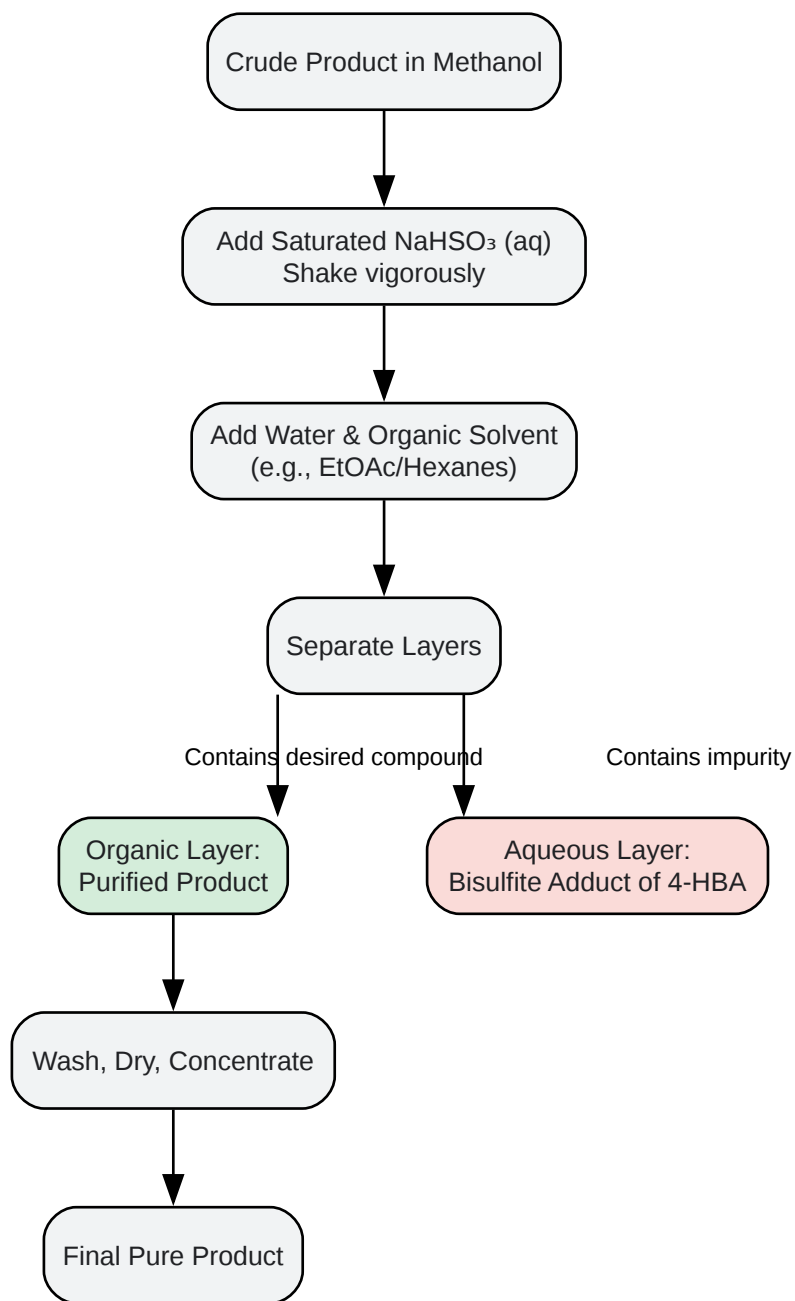 Crude Product in Methanol
Add Saturated NaHSO₃ (aq)
Shake vigorously
Add Water & Organic Solvent
(e.g., EtOAc/Hexanes)
Separate Layers
Contains desired compound
Contains impurity
Organic Layer:
Purified Product
Aqueous Layer:
Bisulfite Adduct of 4-HBA
Wash, Dry, Concentrate
Final Pure Product